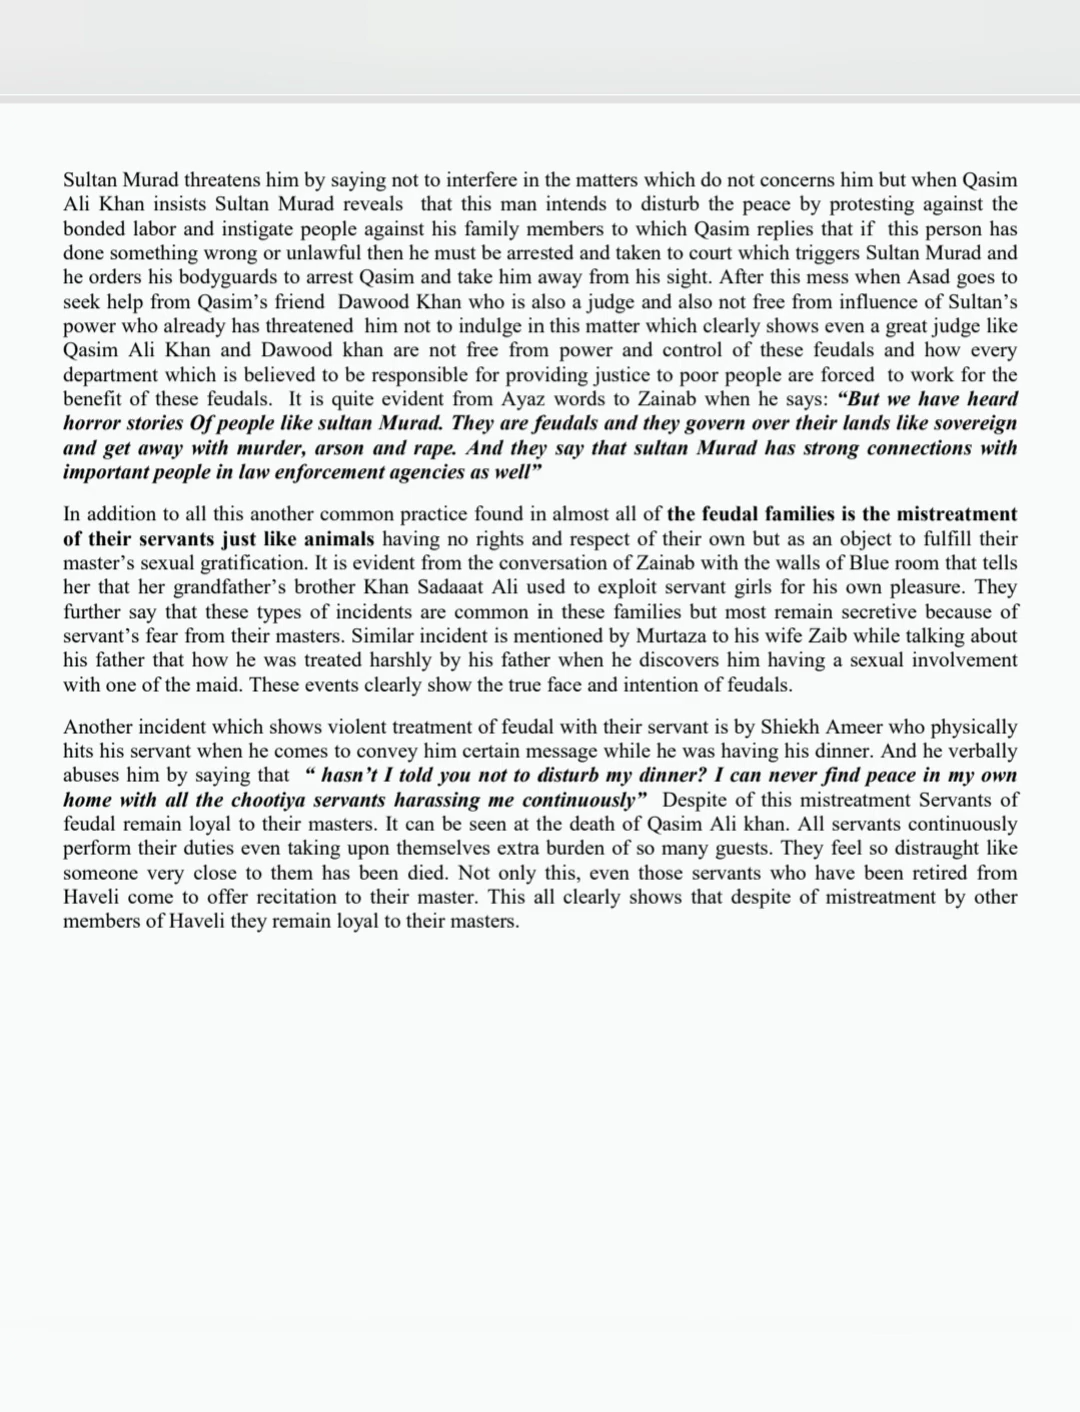 Sultan Murad threatens him by saying not to interfere in the matters which do not concerns him but when Qasim
Ali Khan insists Sultan Murad reveals that this man intends to disturb the peace by protesting against the
bonded labor and instigate people against his family members to which Qasim replies that if this person has
done something wrong or unlawful then he must be arrested and taken to court which triggers Sultan Murad and
he orders his bodyguards to arrest Qasim and take him away from his sight. After this mess when Asad goes to
seek help from Qasim’s friend Dawood Khan who is also a judge and also not free from influence of Sultan’s
power who already has threatened him not to indulge in this matter which clearly shows even a great judge like
Qasim Ali Khan and Dawood khan are not free from power and control of these feudals and how every
department which is believed to be responsible for providing justice to poor people are forced to work for the
benefit of these feudals. It is quite evident from Ayaz words to Zainab when he says: “But we have heard
horror stories Of people like sultan Murad. They are feudals and they govern over their lands like sovereign
and get away with murder, arson and rape. And they say that sultan Murad has strong connections with
important people in law enforcement agencies as well”
In addition to all this another common practice found in almost all of the feudal families is the mistreatment
of their servants just like animals having no rights and respect of their own but as an object to fulfill their
master’s sexual gratification. It is evident from the conversation of Zainab with the walls of Blue room that tells
her that her grandfather’s brother Khan Sadaaat Ali used to exploit servant girls for his own pleasure. They
further say that these types of incidents are common in these families but most remain secretive because of
servant’s fear from their masters. Similar incident is mentioned by Murtaza to his wife Zaib while talking about
his father that how he was treated harshly by his father when he discovers him having a sexual involvement
with one of the maid. These events clearly show the true face and intention of feudals.
Another incident which shows violent treatment of feudal with their servant is by Shiekh Ameer who physically
hits his servant when he comes to convey him certain message while he was having his dinner. And he verbally
abuses him by saying that “ hasn’t I told you not to disturb my dinner? I can never find peace in my own
home with all the chootiya servants harassing me continuously” Despite of this mistreatment Servants of
feudal remain loyal to their masters. It can be seen at the death of Qasim Ali khan. All servants continuously
perform their duties even taking upon themselves extra burden of so many guests. They feel so distraught like
someone very close to them has been died. Not only this, even those servants who have been retired from
Haveli come to offer recitation to their master. This all clearly shows that despite of mistreatment by other
members of Haveli they remain loyal to their masters.